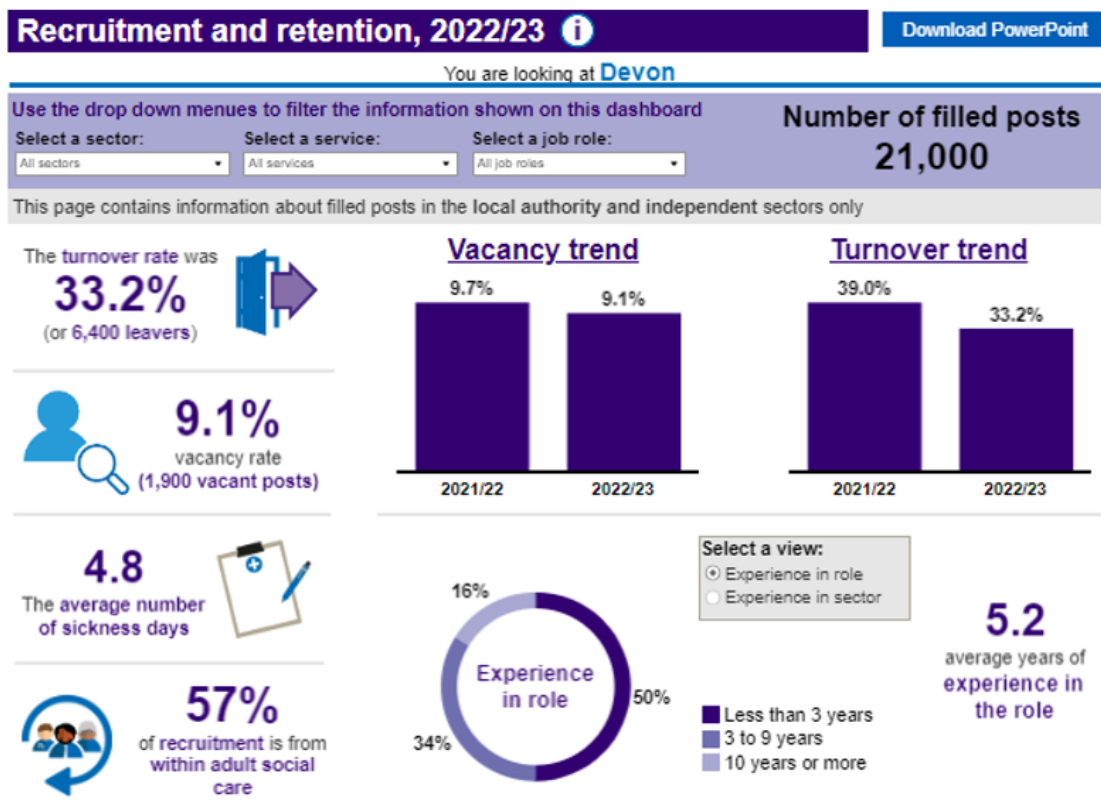 Recruitment and retention, 2022/23 i
Download PowerPoint
You are looking at Devon
Use the drop down menues to filter the information shown on this dashboard
Select a sector:
All sectors
Select a service:
All services
Select a job role:
All job roles
Number of filled posts
21,000
This page contains information about filled posts in the local authority and independent sectors only
The turnover rate was
33.2%
(or 6,400 leavers)
9.1%
vacancy rate
(1,900 vacant posts)
4.8
The average number
of sickness days
57%
of recruitment is from
within adult social
care
Vacancy trend
9.7%
9.1%
2021/22
2022/23
Turnover trend
39.0%
33.2%
2021/22
2022/23
16%
Experience
in role
50%
34%
Select a view:
Experience in role
Experience in sector
Less than 3 years
3 to 9 years
10 years or more
5.2
average years of
experience in
the role